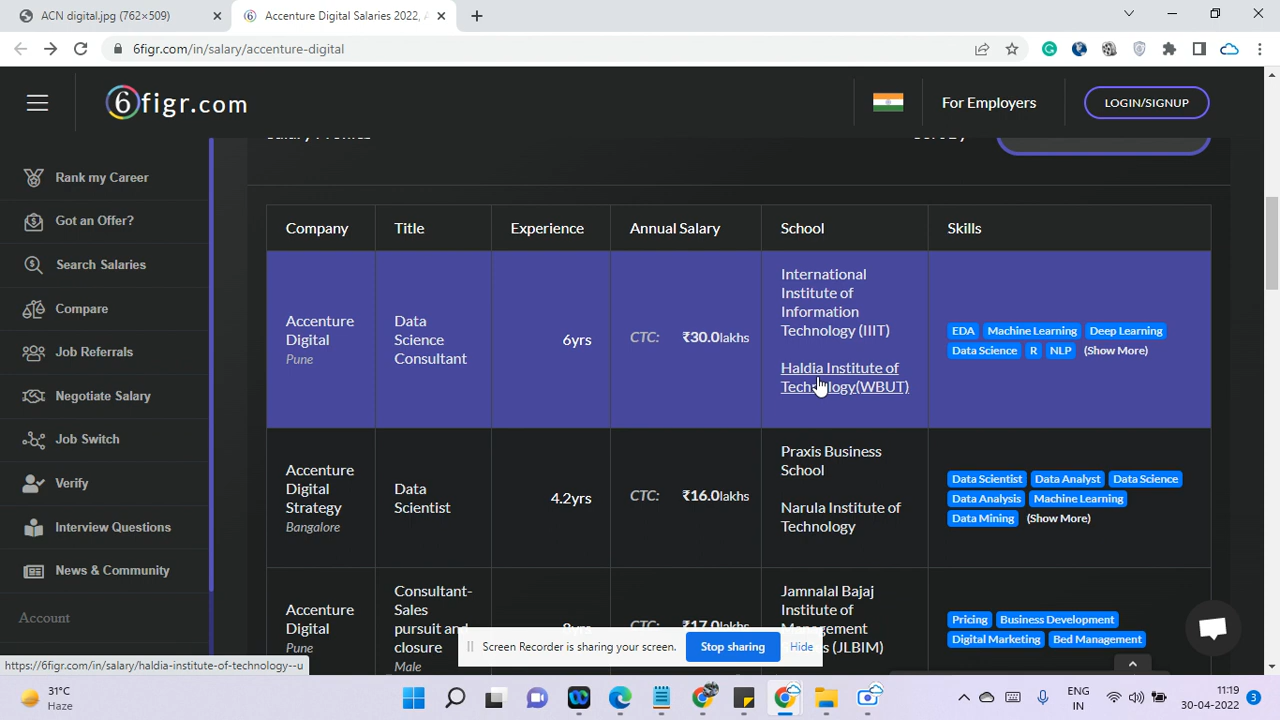 ACN digital.jpg (762×509)
Accenture Digital Salaries 2022, A
6figr.com/in/salary/accenture-digital
6figr.com
For Employers
LOGIN/SIGNUP
Rank my Career
Got an Offer?
Search Salaries
Compare
Job Referrals
Negotiate Salary
Job Switch
Verify
Interview Questions
News & Community
Account
Company
Title
Experience
Annual Salary
School
Skills
Accenture
Digital
Pune
Data
Science
Consultant
6yrs
CTC: ₹30.0lakhs
International
Institute of
Information
Technology (IIIT)
Haldia Institute of
Technology(WBUT)
EDA Machine Learning Deep Learning
Data Science R NLP (Show More)
Accenture
Digital
Strategy
Bangalore
Data
Scientist
4.2yrs
CTC: ₹16.0lakhs
Praxis Business
School
Narula Institute of
Technology
Data Scientist Data Analyst Data Science
Data Analysis Machine Learning
Data Mining (Show More)
Accenture
Digital
Pune
Consultant-
Sales
pursuit and
closure
Male
8yrs
CTC: ₹17.0lakhs
Jamnalal Bajaj
Institute of
Management
(JLBIM)
Pricing Business Development
Digital Marketing Bed Management
Screen Recorder is sharing your screen.
Stop sharing
Hide
https://6figr.com/in/salary/haldia-institute-of-technology--u
31°C
Haze
ENG
IN
11:19
30-04-2022
3